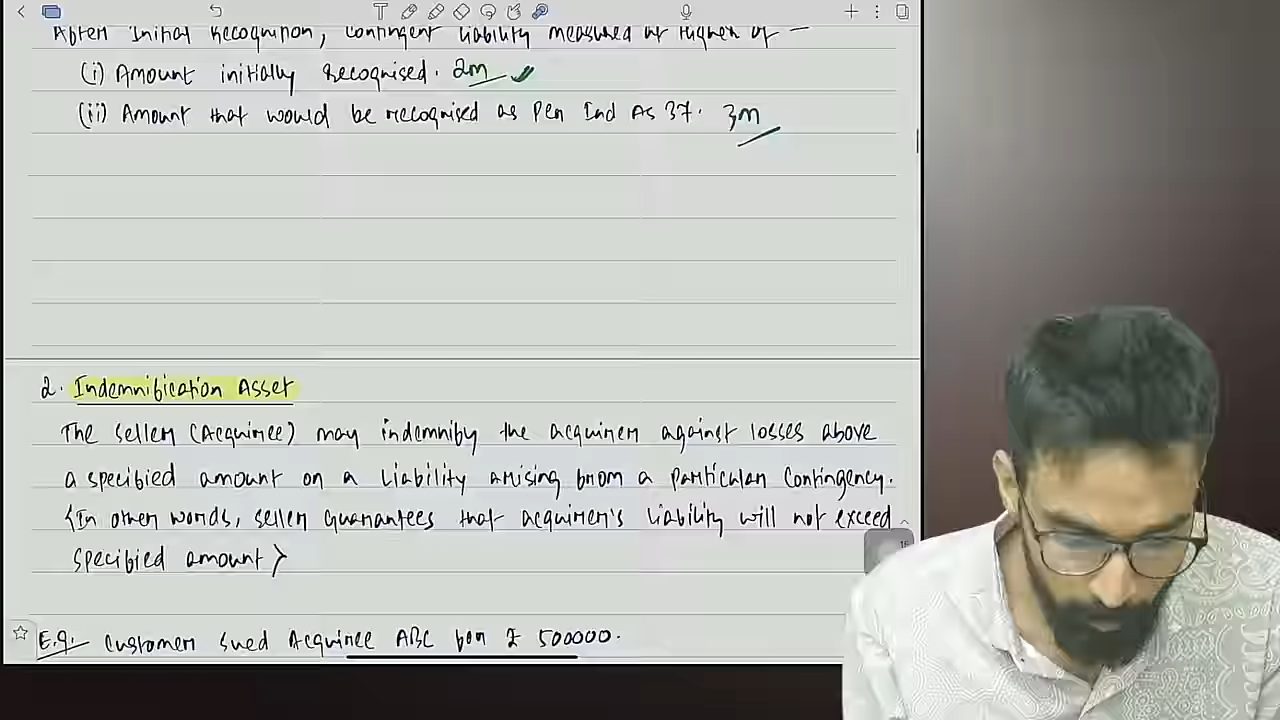 After Initial Recognition, Contingent liability measured at Higher of –
(i) Amount initially recognised. 2m
(ii) Amount that would be recognised as Per Ind As 37. 3m
2. Indemnification Asset
The seller (Acquiree) may indemnify the acquirer against losses above
a specified amount on a liability arising from a Particular Contingency.
{In other words, seller guarantees that acquirer's liability will not exceed
specified amount}
E.g. Customer sued Acquiree ABC for ₹ 500000.